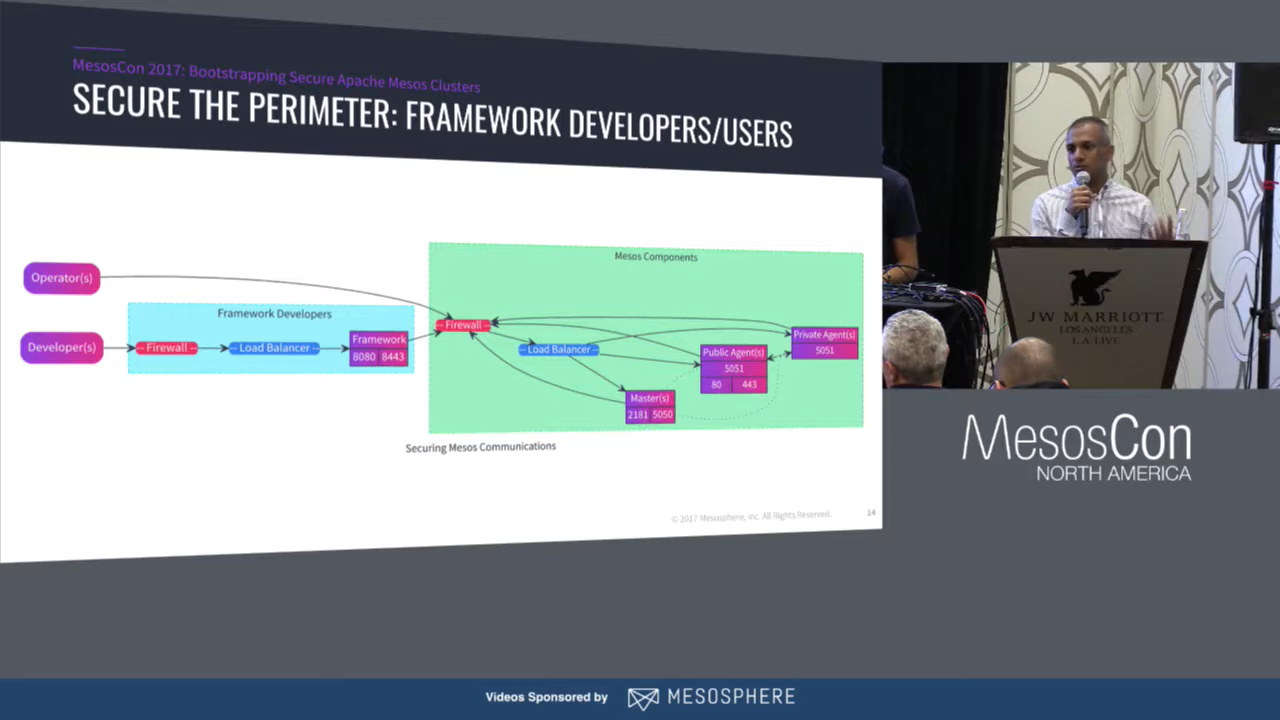 MesosCon 2017: Bootstrapping Secure Apache Mesos Clusters
SECURE THE PERIMETER: FRAMEWORK DEVELOPERS/USERS
Mesos Components
Operator(s)
Framework Developers
Developer(s)
-- Firewall --
-- Load Balancer --
Framework
8080 8443
-- Firewall --
-- Load Balancer --
Private Agent(s)
5051
Public Agent(s)
5051
80 443
Master(s)
2181 5050
Securing Mesos Communications
© 2017 Mesosphere, Inc. All Rights Reserved.
14
JW MARRIOTT
LOS ANGELES
L.A LIVE
MesosCon
NORTH AMERICA
Videos Sponsored by
MESOSPHERE